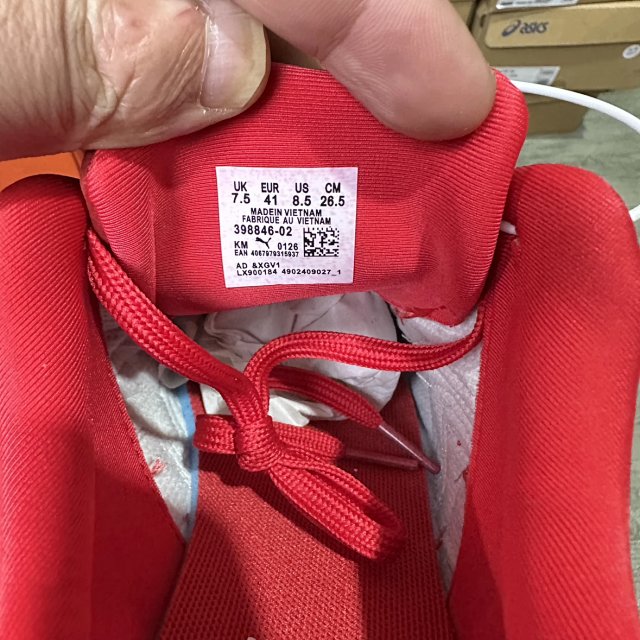 asics
UK EUR US CM
7.5 41 8.5 26.5
MADEIN VIETNAM
FABRIQUE AU VIETNAM
398846-02
KM 0126
EAN 4067979315937
AD &XGV1
LX900184 4902409027_1